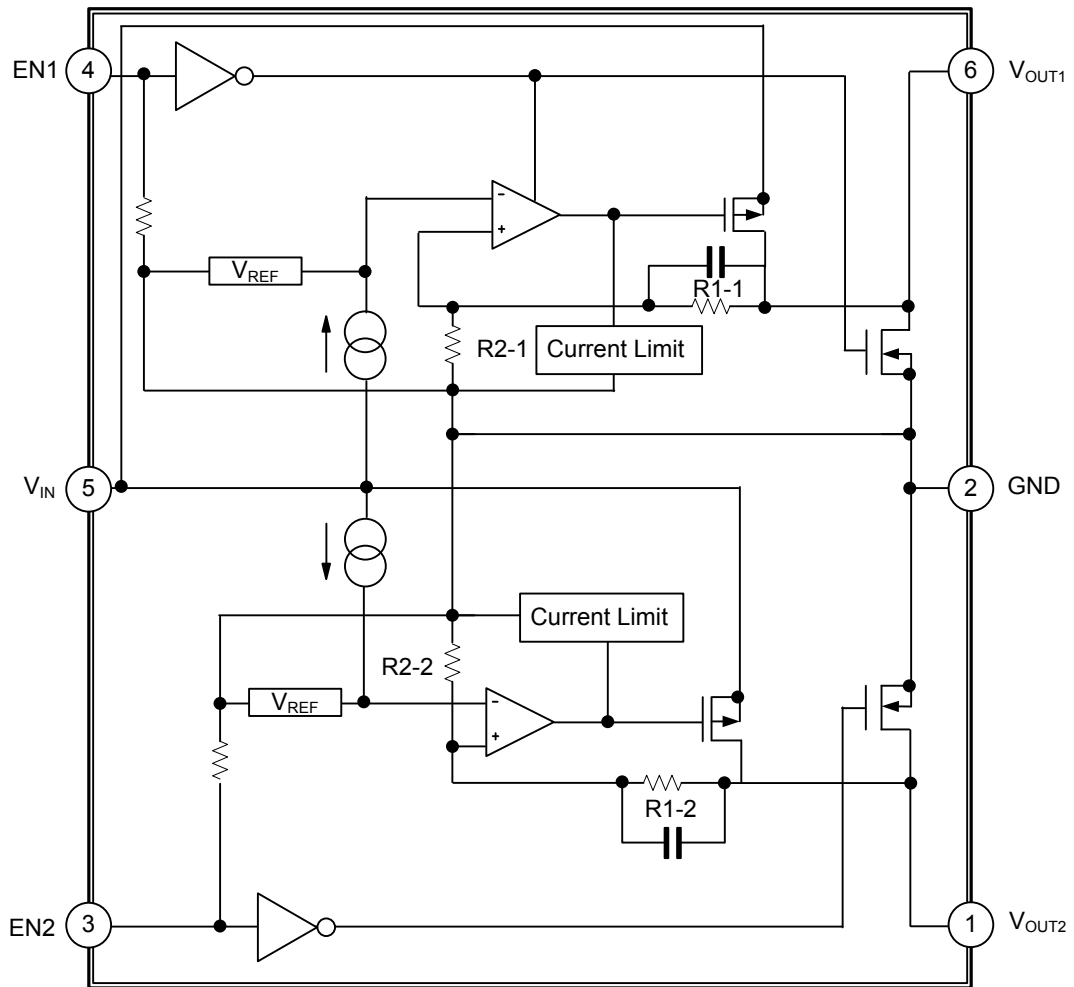 EN1 4
6 VOUT1
-
+
VREF
R1-1
R2-1
Current Limit
VIN 5
2 GND
Current Limit
R2-2
VREF
-
+
R1-2
EN2 3
1 VOUT2